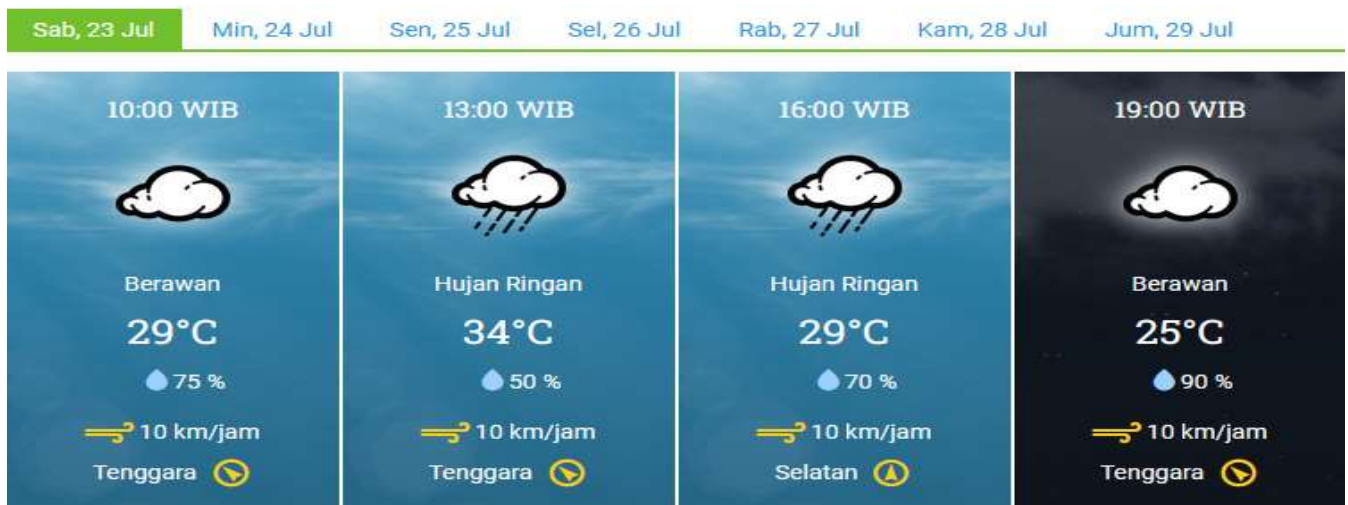 Sab, 23 Jul Min, 24 Jul Sen, 25 Jul Sel, 26 Jul Rab, 27 Jul Kam, 28 Jul Jum, 29 Jul
10:00 WIB
Berawan
29°C
75 %
10 km/jam
Tenggara
13:00 WIB
Hujan Ringan
34°C
50 %
10 km/jam
Tenggara
16:00 WIB
Hujan Ringan
29°C
70 %
10 km/jam
Selatan
19:00 WIB
Berawan
25°C
90 %
10 km/jam
Tenggara